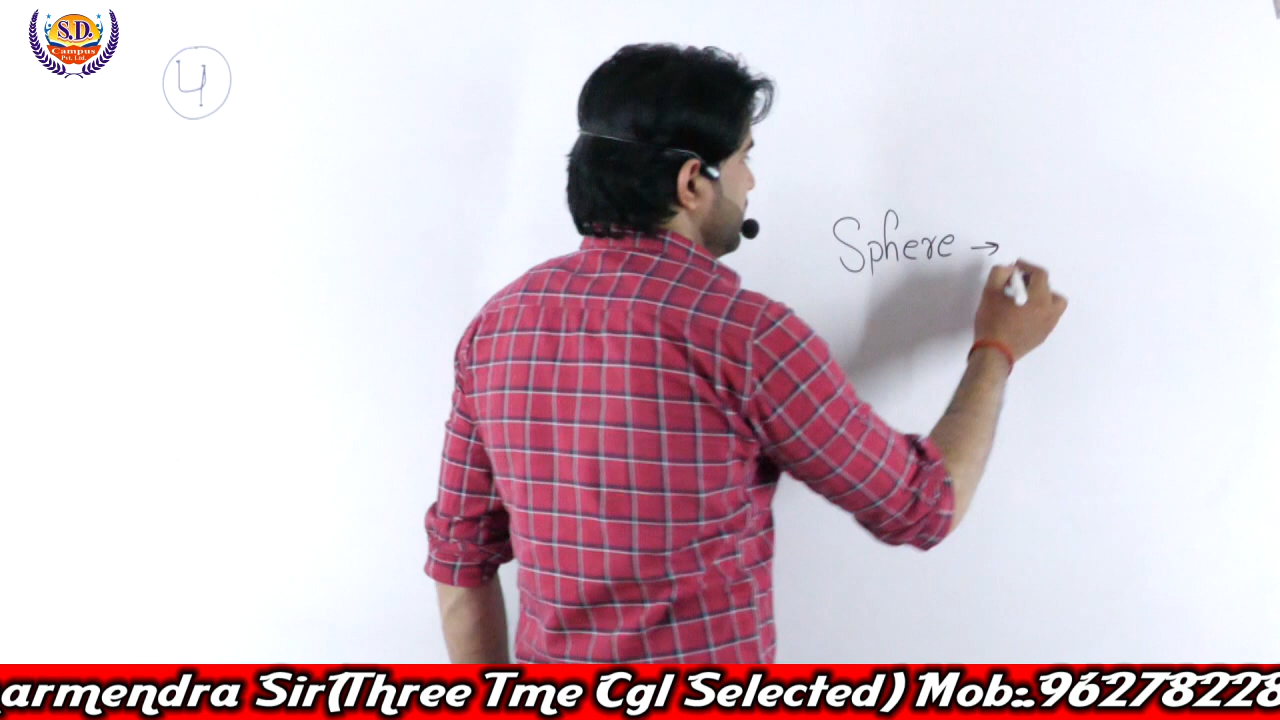 S.D.
Campus
Pvt. Ltd.
4
Sphere →
armendra Sir(Three Tme Cgl Selected) Mob:.96278228